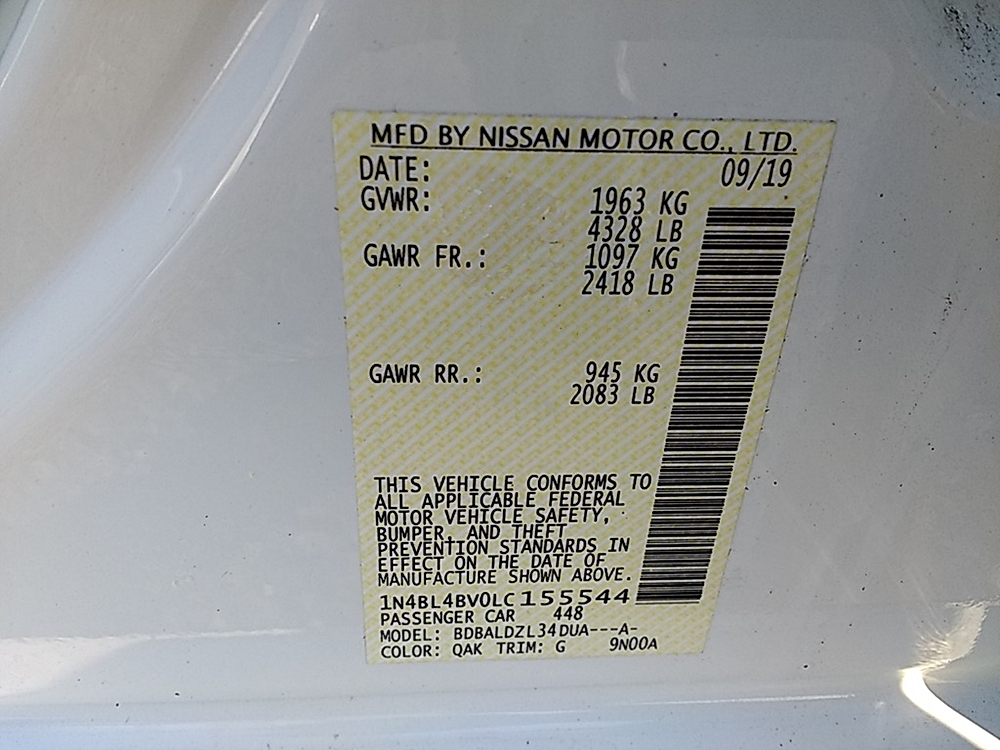 MFD BY NISSAN MOTOR CO., LTD.
DATE: 09/19
GVWR: 1963 KG
4328 LB
GAWR FR.: 1097 KG
2418 LB
GAWR RR.: 945 KG
2083 LB
THIS VEHICLE CONFORMS TO
ALL APPLICABLE FEDERAL
MOTOR VEHICLE SAFETY,
BUMPER, AND THEFT
PREVENTION STANDARDS IN
EFFECT ON THE DATE OF
MANUFACTURE SHOWN ABOVE.
1N4BL4BV0LC155544
PASSENGER CAR 448
MODEL: BDBALDZL34DUA---A-
COLOR: QAK TRIM: G 9N00A